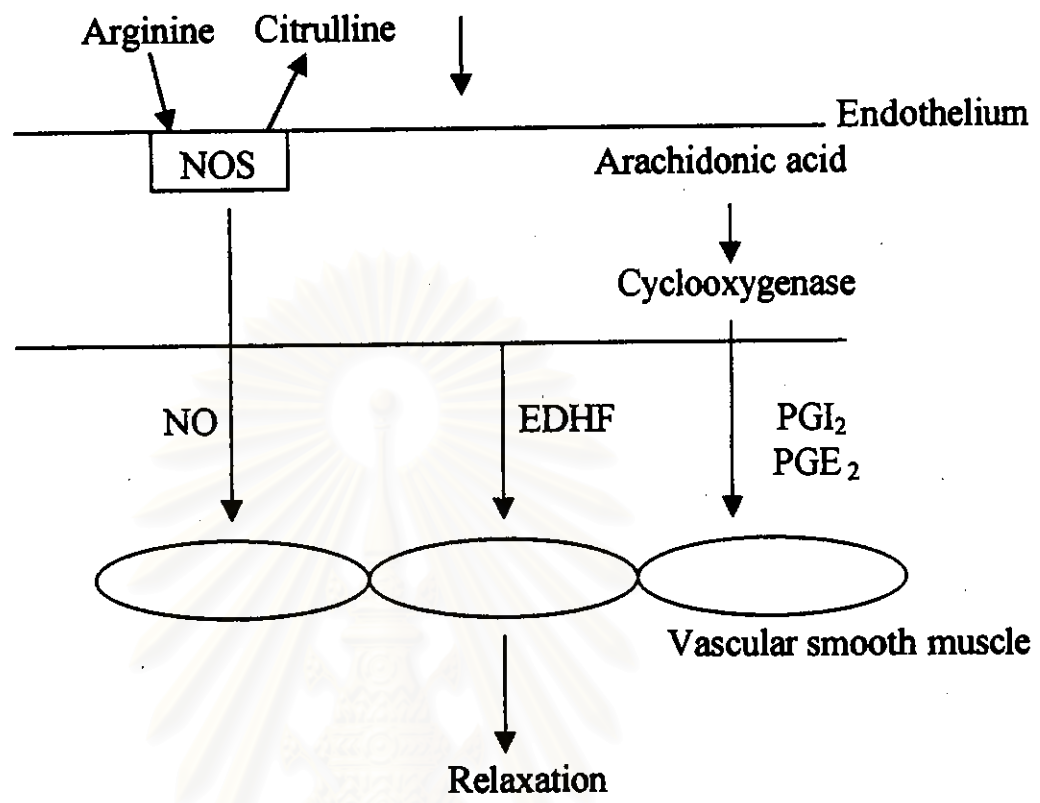 Arginine Citrulline
Endothelium
NOS
Arachidonic acid
Cyclooxygenase
NO
EDHF
PGI₂
PGE₂
Vascular smooth muscle
Relaxation